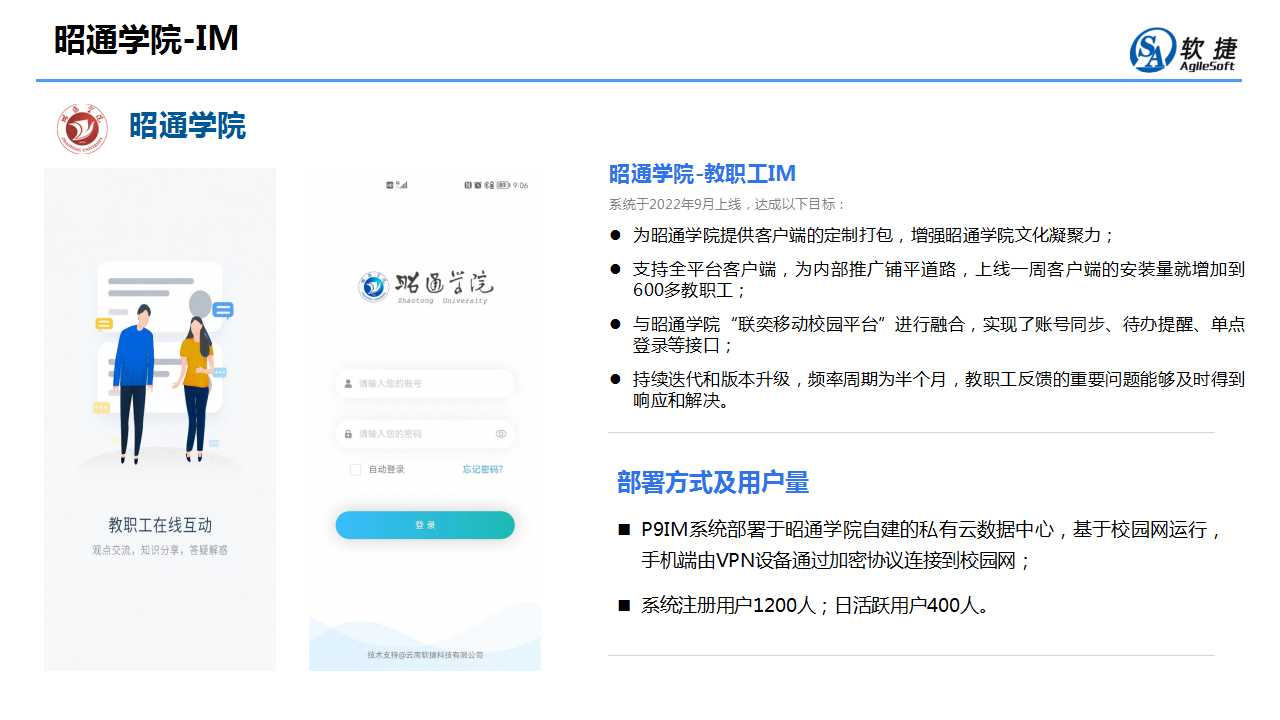 昭通学院-IM
SA 软捷
AgileSoft
昭通学院
昭通学院
ZHAOTONG UNIVERSITY
教职工在线互动
观点交流，知识分享，答疑解惑
HD 9:06
昭通学院
Zhaotong University
请输入您的账号
请输入您的密码
自动登录 忘记密码?
登录
技术支持@云南软捷科技有限公司
昭通学院-教职工IM
系统于2022年9月上线，达成以下目标：
● 为昭通学院提供客户端的定制打包，增强昭通学院文化凝聚力；
● 支持全平台客户端，为内部推广铺平道路，上线一周客户端的安装量就增加到
600多教职工；
● 与昭通学院“联奕移动校园平台”进行融合，实现了账号同步、待办提醒、单点
登录等接口；
● 持续迭代和版本升级，频率周期为半个月，教职工反馈的重要问题能够及时得到
响应和解决。
部署方式及用户量
■ P9IM系统部署于昭通学院自建的私有云数据中心，基于校园网运行，
手机端由VPN设备通过加密协议连接到校园网；
■ 系统注册用户1200人；日活跃用户400人。